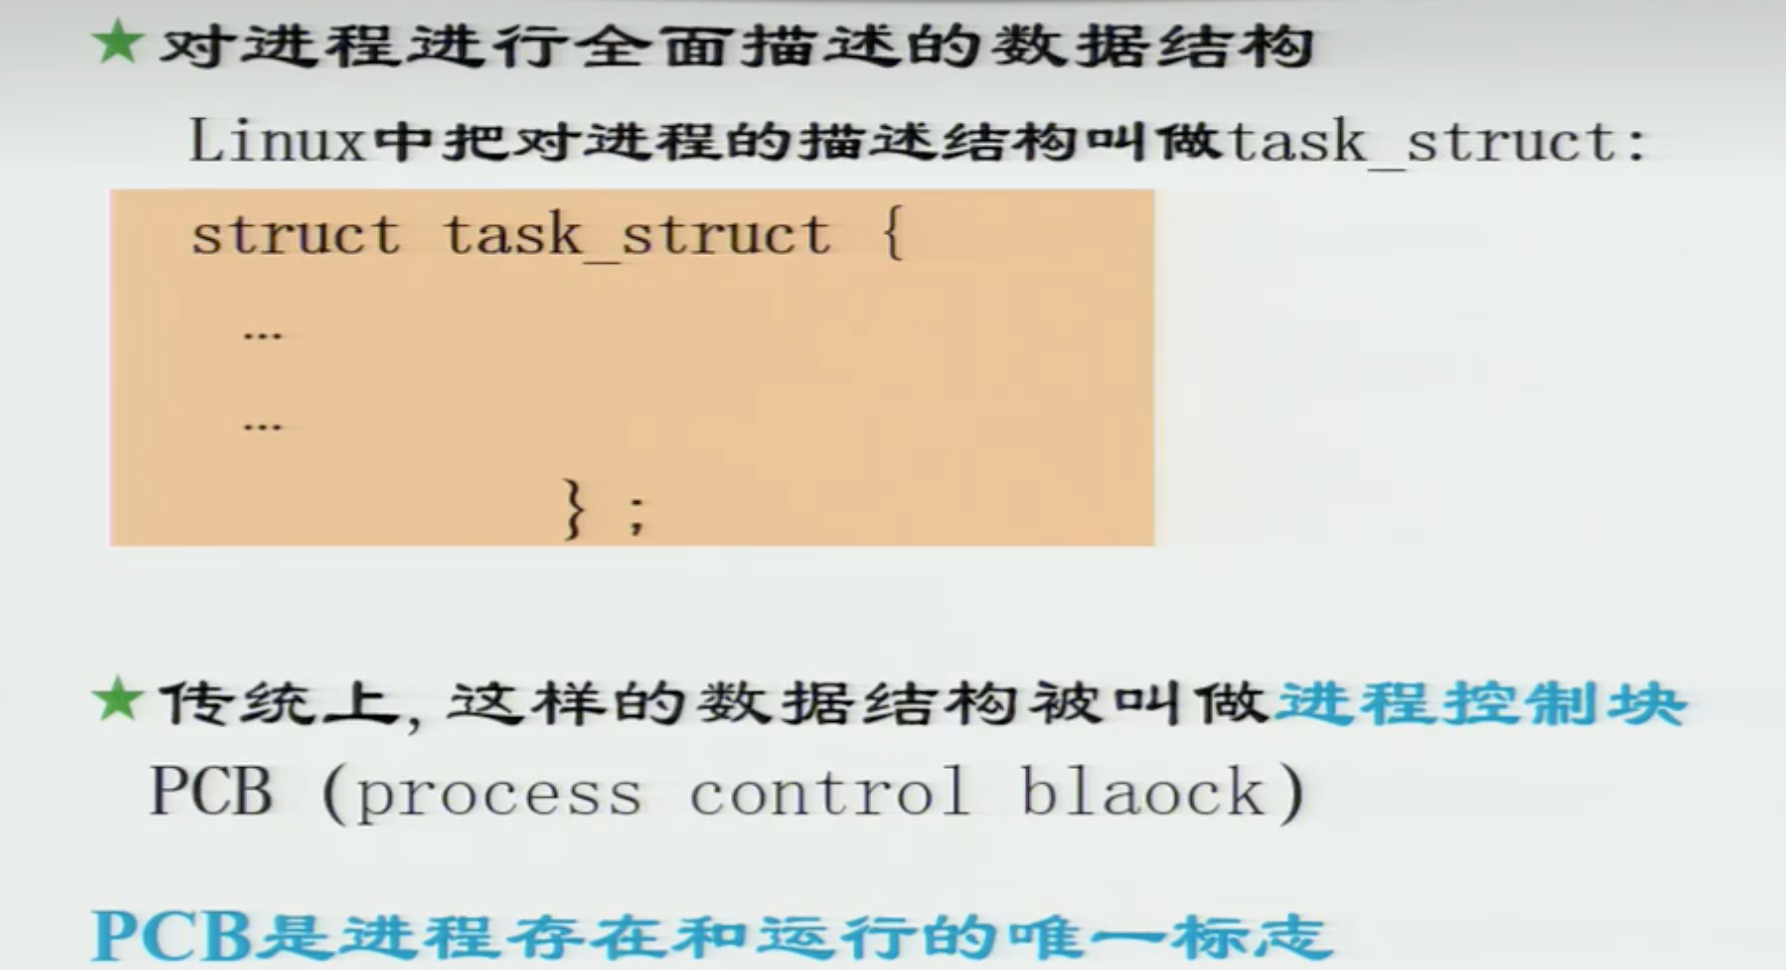 ★对进程进行全面描述的数据结构
Linux中把对进程的描述结构叫做task_struct:
struct task_struct {
…
…
} ;
★传统上,这样的数据结构被叫做进程控制块
PCB (process control blaock)
PCB是进程存在和运行的唯一标志